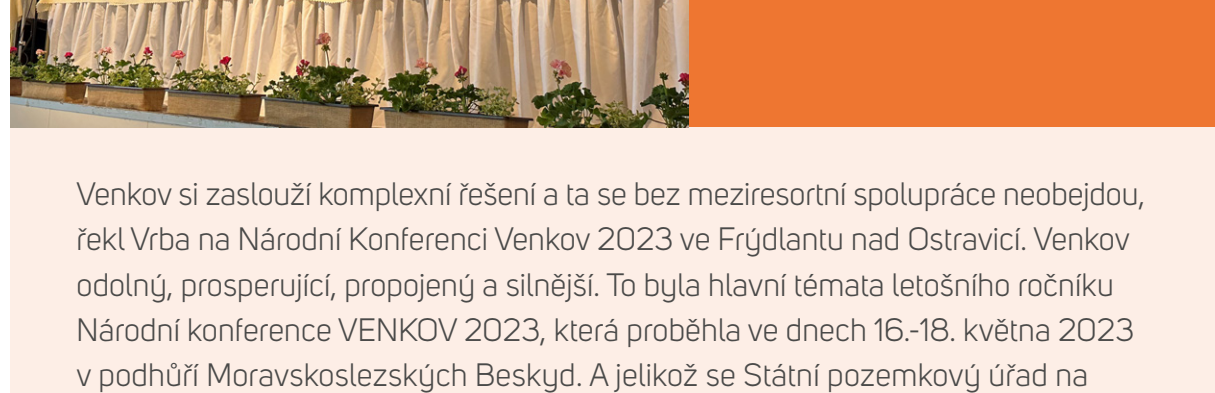 Venkov si zaslouží komplexní řešení a ta se bez meziresortní spolupráce neobejdou,
řekl Vrba na Národní Konferenci Venkov 2023 ve Frýdlantu nad Ostravicí. Venkov
odolný, prosperující, propojený a silnější. To byla hlavní témata letošního ročníku
Národní konference VENKOV 2023, která proběhla ve dnech 16.-18. května 2023
v podhůří Moravskoslezských Beskyd. A jelikož se Státní pozemkový úřad na